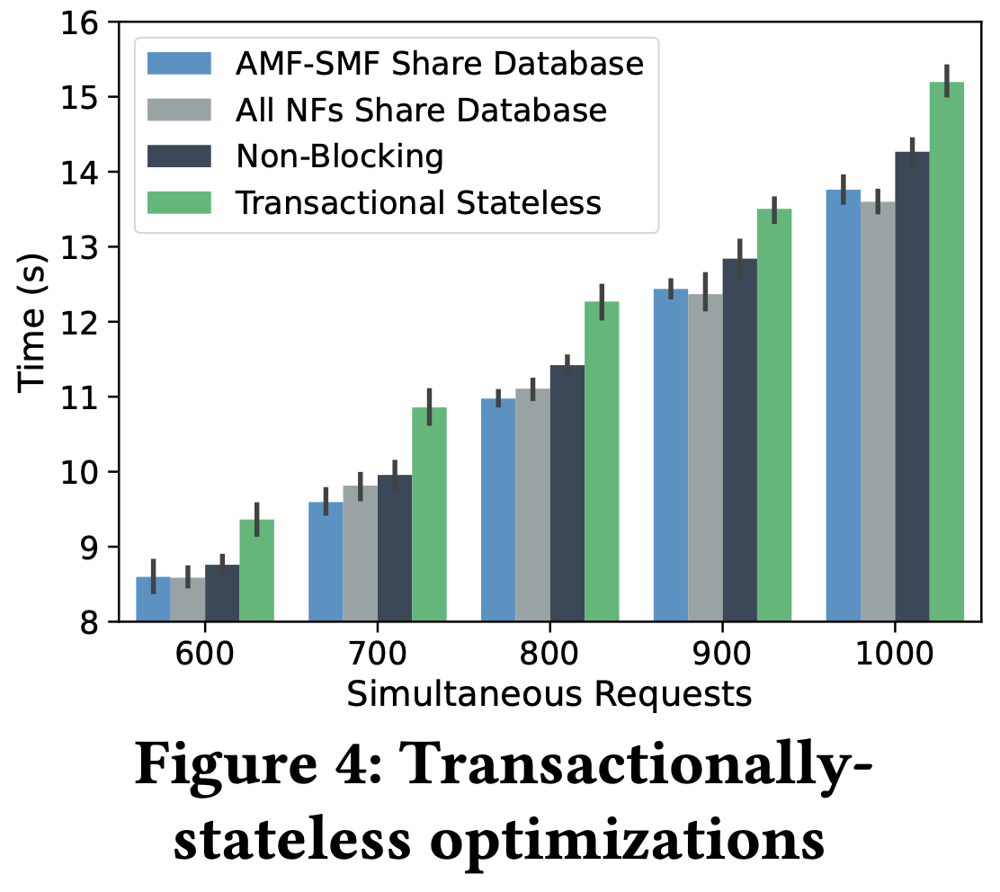 16
15
14
13
12
11
10
9
8
Time (s)
AMF-SMF Share Database
All NFs Share Database
Non-Blocking
Transactional Stateless
600 700 800 900 1000
Simultaneous Requests
Figure 4: Transactionally-
stateless optimizations